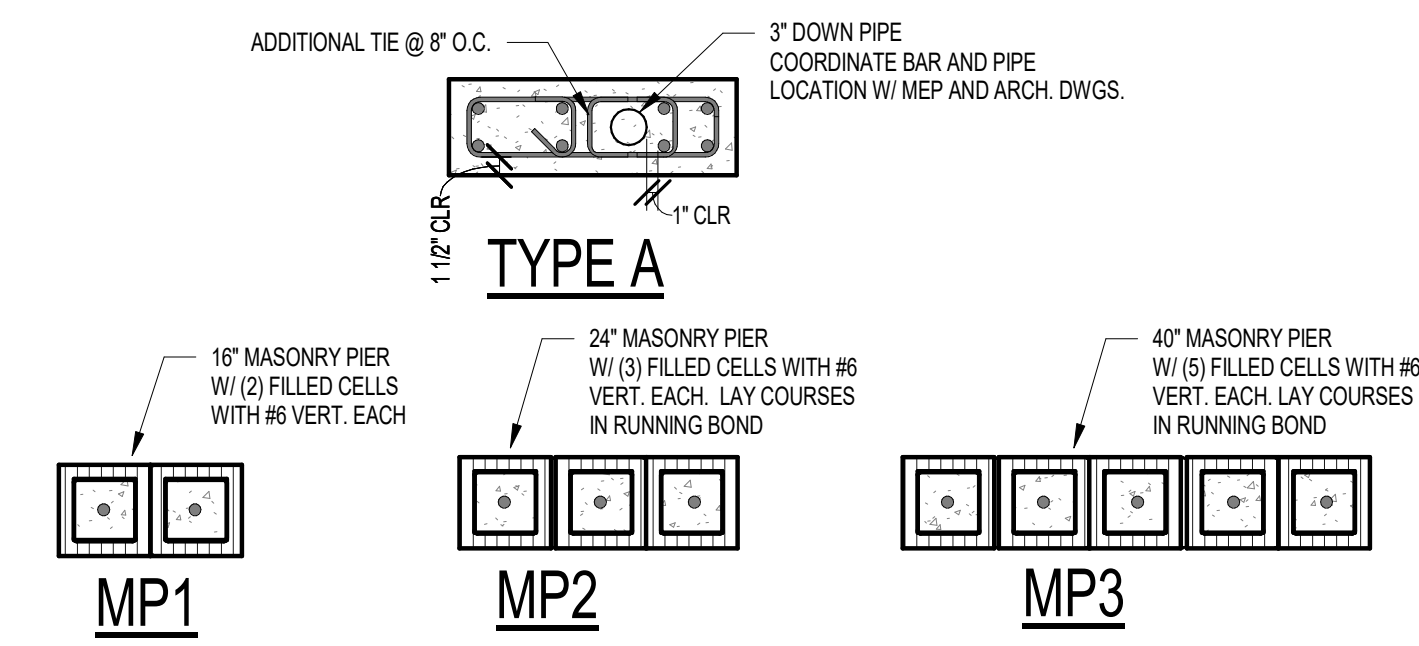 ADDITIONAL TIE @ 8" O.C.
3" DOWN PIPE
COORDINATE BAR AND PIPE
LOCATION W/ MEP AND ARCH. DWGS.
1 1/2" CLR
1" CLR
TYPE A
16" MASONRY PIER
W/ (2) FILLED CELLS
WITH #6 VERT. EACH
MP1
24" MASONRY PIER
W/ (3) FILLED CELLS WITH #6
VERT. EACH. LAY COURSES
IN RUNNING BOND
MP2
40" MASONRY PIER
W/ (5) FILLED CELLS WITH #6
VERT. EACH. LAY COURSES
IN RUNNING BOND
MP3